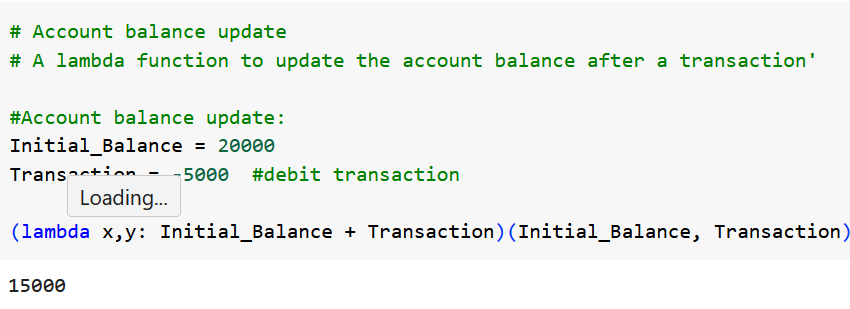 # Account balance update
# A lambda function to update the account balance after a transaction'
#Account balance update:
Initial_Balance = 20000
Transaction = -5000  #debit transaction
Loading...
(lambda x,y: Initial_Balance + Transaction)(Initial_Balance, Transaction)
15000